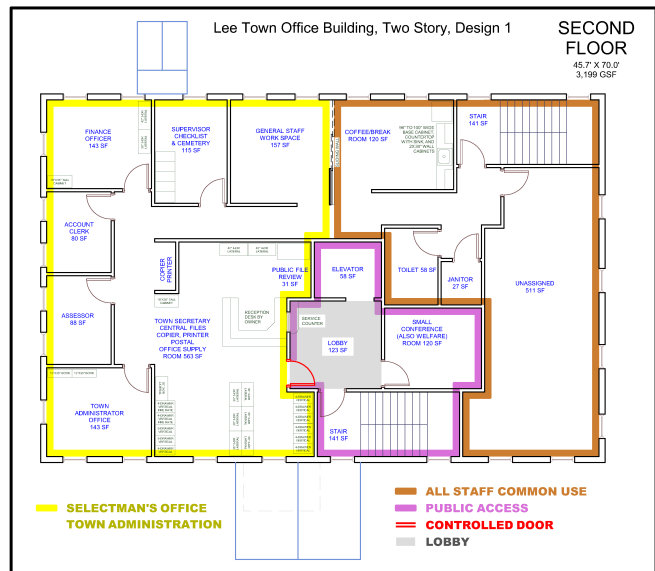 Lee Town Office Building, Two Story, Design 1
SECOND
FLOOR
45.7' X 70.0'
3,199 GSF
FINANCE
OFFICER
143 SF
SUPERVISOR
CHECKLIST
& CEMETERY
115 SF
GENERAL STAFF
WORK SPACE
157 SF
COFFEE/BREAK
ROOM 120 SF
STAIR
141 SF
ACCOUNT
CLERK
80 SF
COPIER
PRINTER
PUBLIC FILE
REVIEW
31 SF
ELEVATOR
58 SF
TOILET 58 SF
JANITOR
27 SF
UNASSIGNED
511 SF
ASSESSOR
88 SF
TOWN SECRETARY
CENTRAL FILES
COPIER, PRINTER
POSTAL
OFFICE SUPPLY
ROOM 563 SF
RECEPTION
DESK BY
OWNER
SERVICE
COUNTER
LOBBY
123 SF
SMALL
CONFERENCE
(ALSO WELFARE)
ROOM 120 SF
TOWN
ADMINISTRATOR
OFFICE
143 SF
STAIR
141 SF
SELECTMAN'S OFFICE
TOWN ADMINISTRATION
ALL STAFF COMMON USE
PUBLIC ACCESS
CONTROLLED DOOR
LOBBY